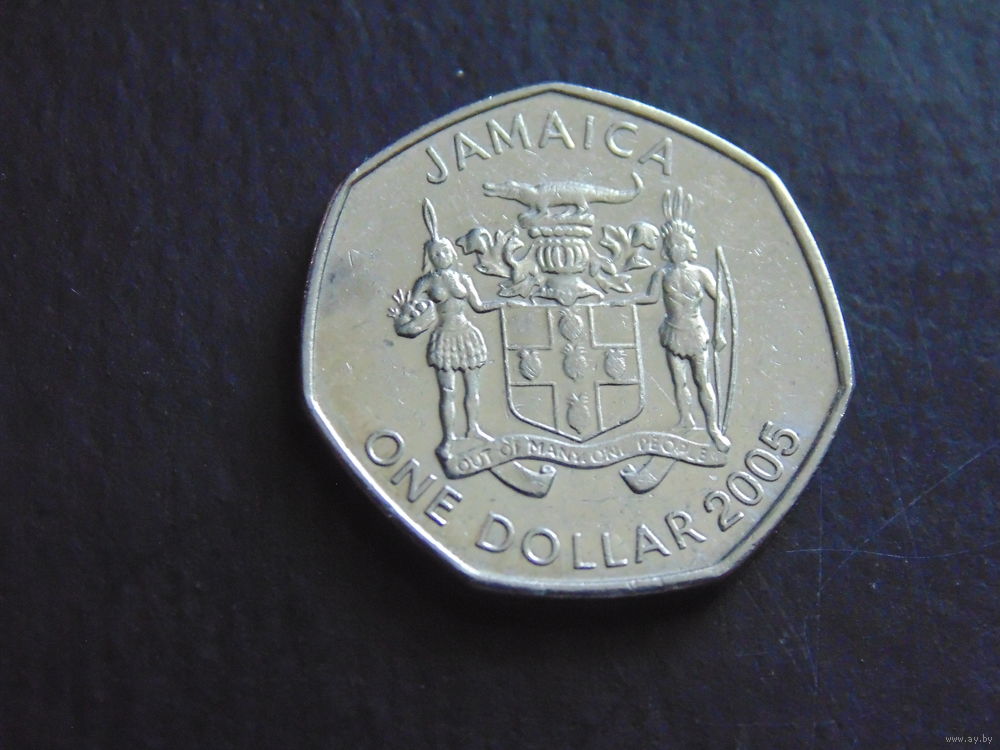 JAMAICA
OUT OF MANY, ONE PEOPLE
ONE DOLLAR 2005
www.ay.by